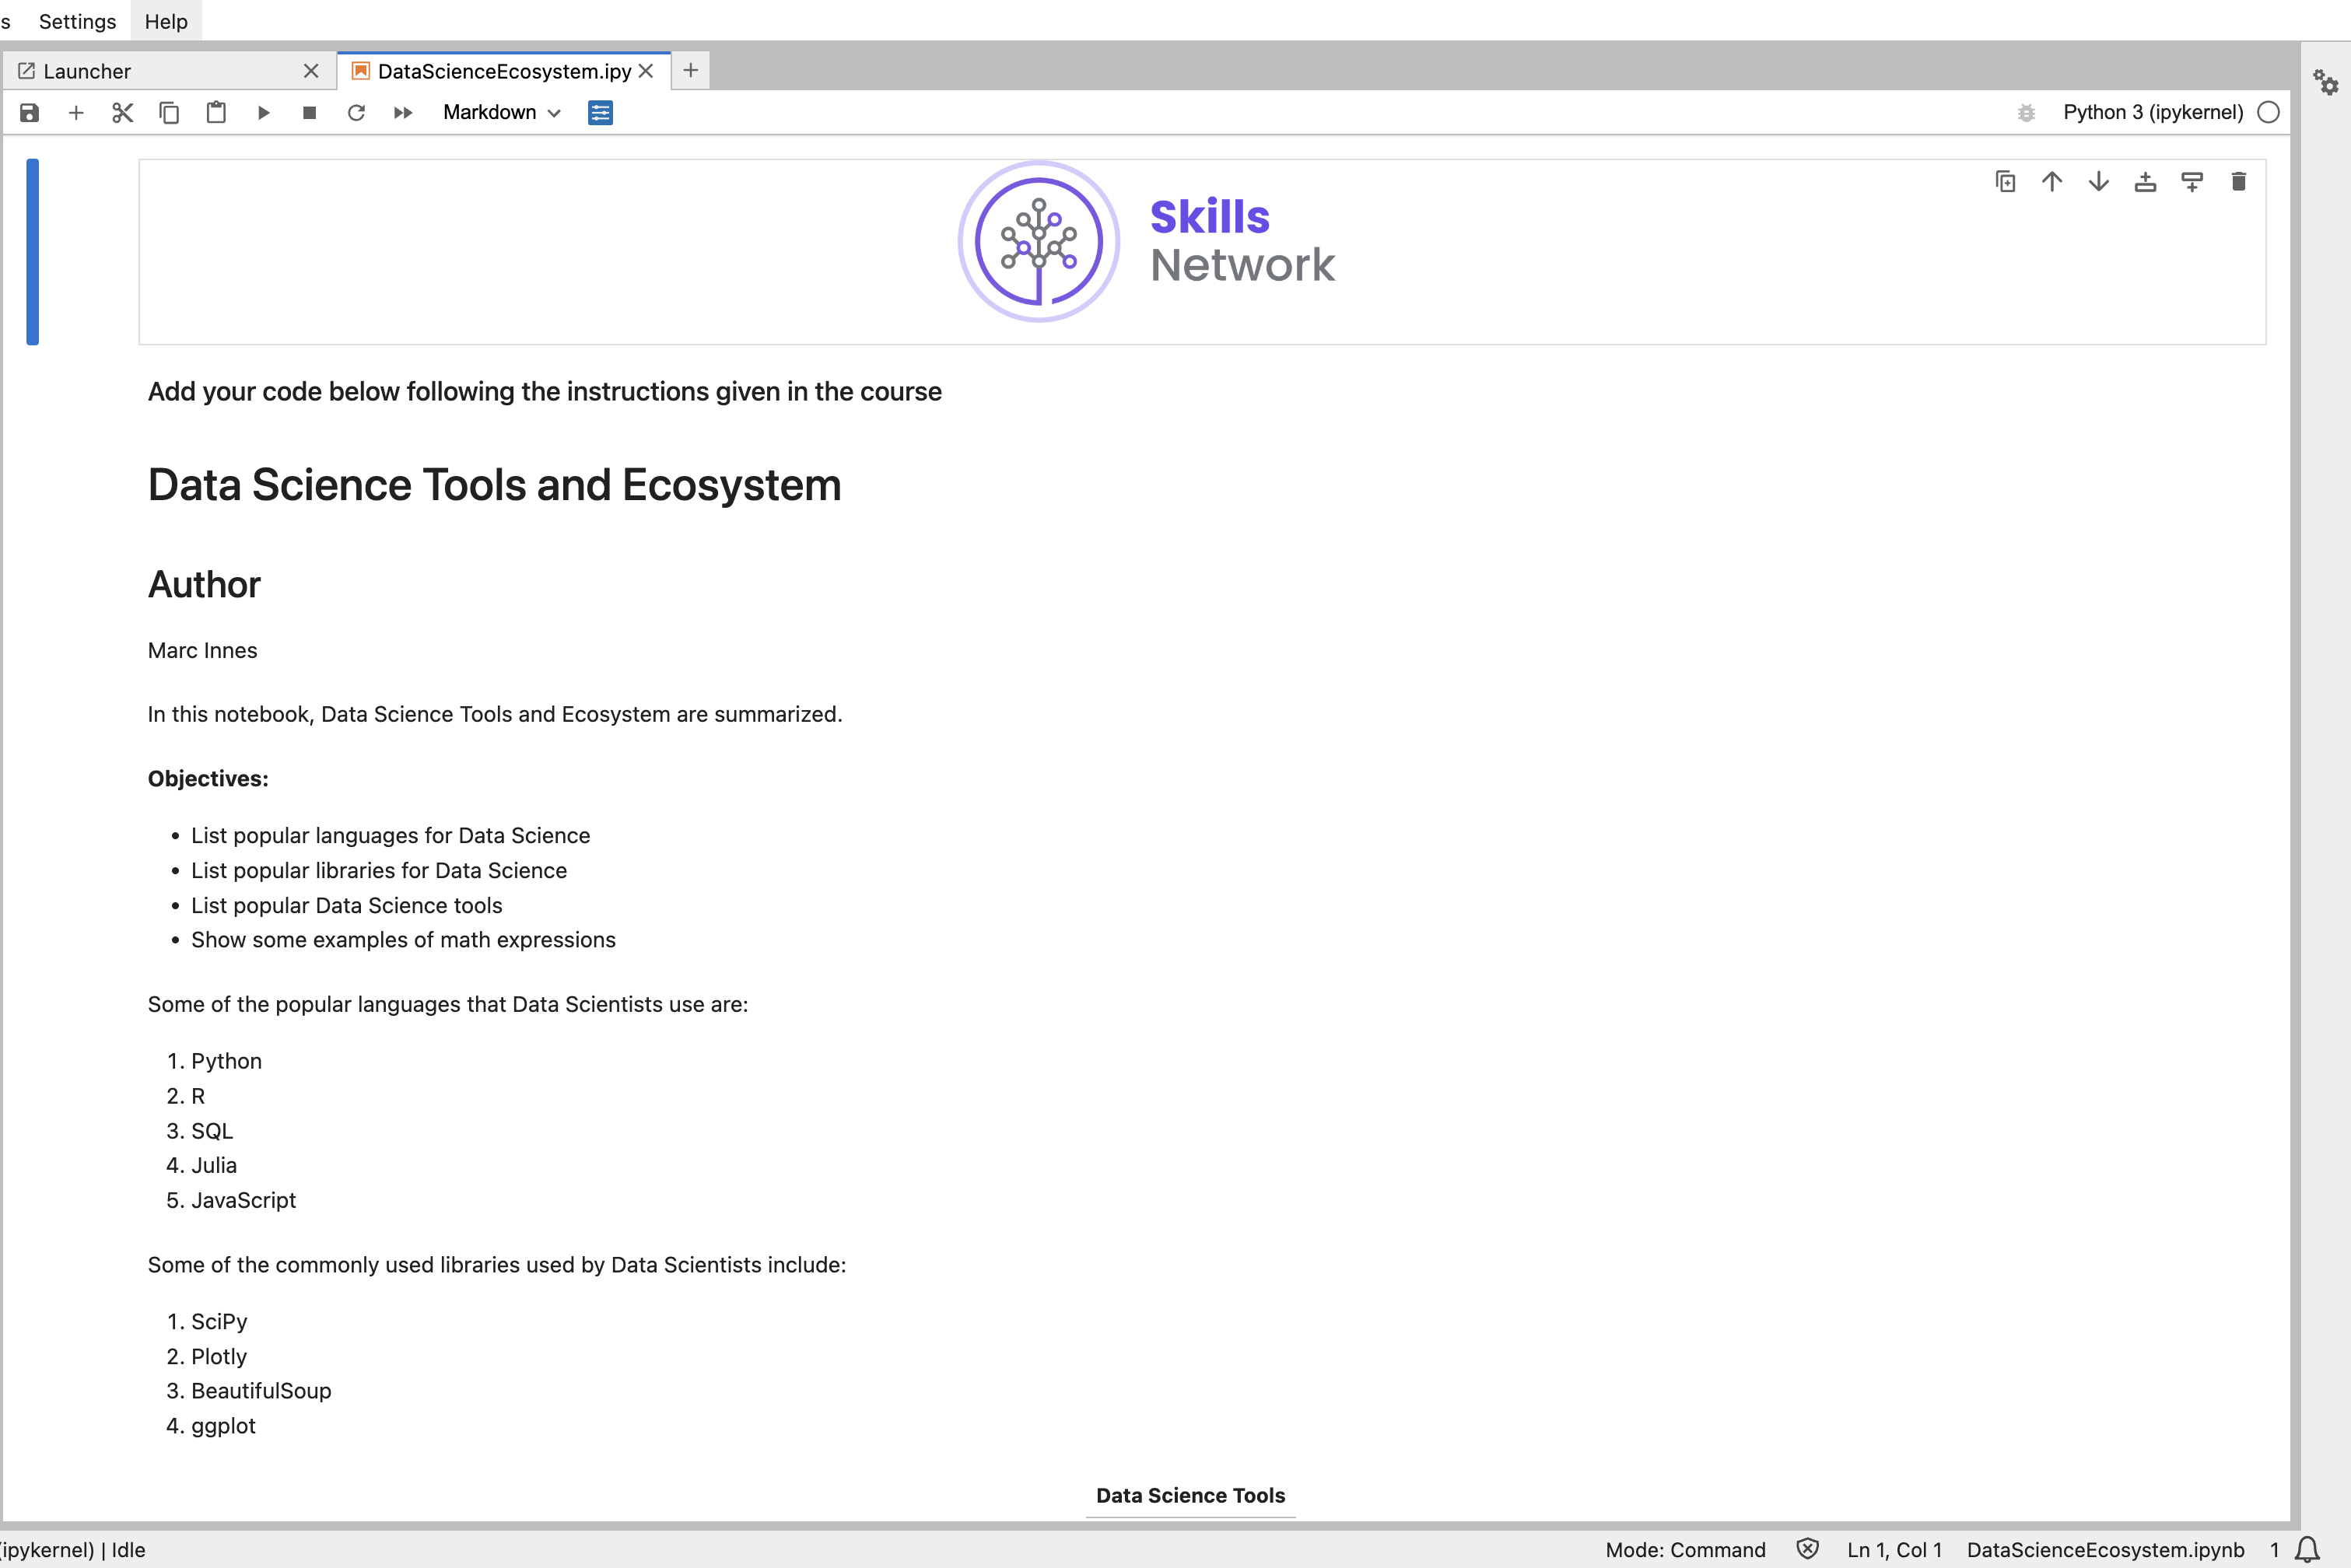 s Settings Help
Launcher DataScienceEcosystem.ipy
Markdown Python 3 (ipykernel)
Skills
Network
Add your code below following the instructions given in the course
Data Science Tools and Ecosystem
Author
Marc Innes
In this notebook, Data Science Tools and Ecosystem are summarized.
Objectives:
• List popular languages for Data Science
• List popular libraries for Data Science
• List popular Data Science tools
• Show some examples of math expressions
Some of the popular languages that Data Scientists use are:
1. Python
2. R
3. SQL
4. Julia
5. JavaScript
Some of the commonly used libraries used by Data Scientists include:
1. SciPy
2. Plotly
3. BeautifulSoup
4. ggplot
Data Science Tools
(ipykernel) | Idle Mode: Command Ln 1, Col 1 DataScienceEcosystem.ipynb 1